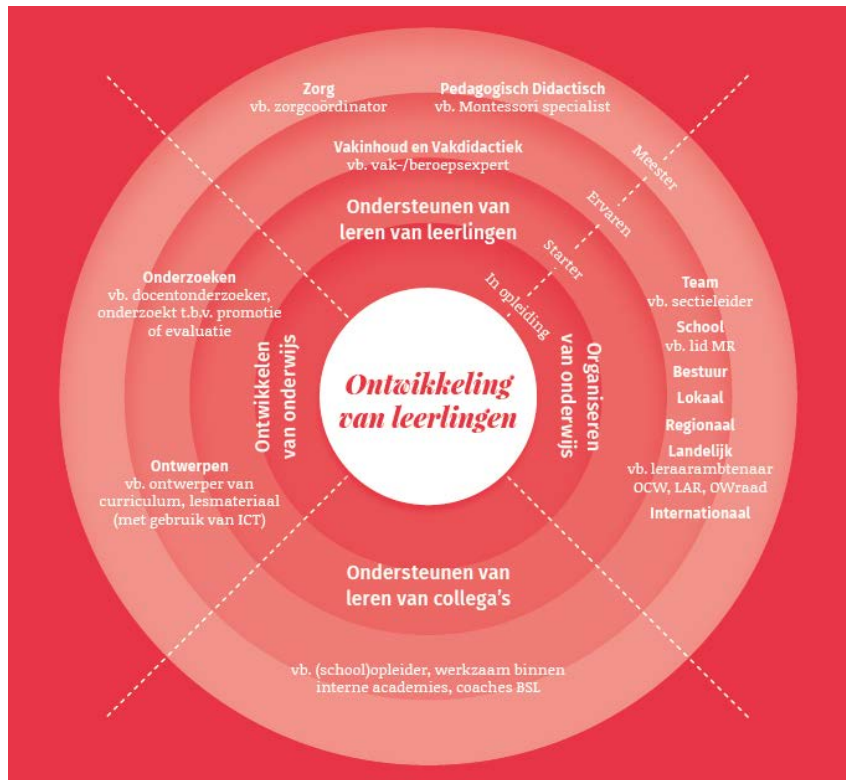 Zorg
vb. zorgcoördinator
Pedagogisch Didactisch
vb. Montessori specialist
Vakinhoud en Vakdidactiek
vb. vak-/beroepsexpert
Ondersteunen van
leren van leerlingen
Meester
Ervaren
Starter
In opleiding
Onderzoeken
vb. docentonderzoeker,
onderzoekt t.b.v. promotie
of evaluatie
Ontwikkelen
van onderwijs
Ontwerpen
vb. ontwerper van
curriculum, lesmateriaal
(met gebruik van ICT)
Ontwikkeling
van leerlingen
Organiseren
van onderwijs
Team
vb. sectieleider
School
vb. lid MR
Bestuur
Lokaal
Regionaal
Landelijk
vb. leraarambtenaar
OCW, LAR, OWraad
Internationaal
Ondersteunen van
leren van collega's
vb. (school)opleider, werkzaam binnen
interne academies, coaches BSL